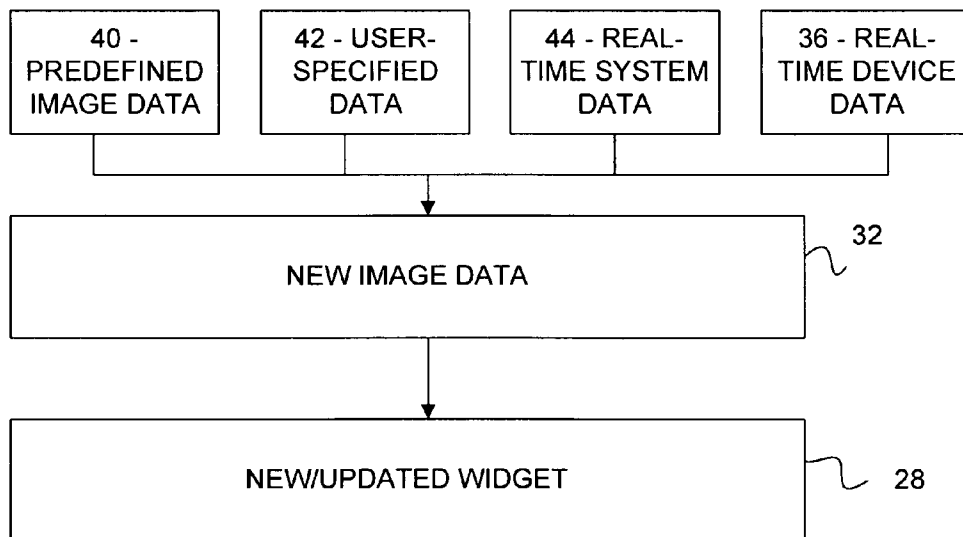 40 -
PREDEFINED
IMAGE DATA
42 - USER-
SPECIFIED
DATA
44 - REAL-
TIME SYSTEM
DATA
36 - REAL-
TIME DEVICE
DATA
NEW IMAGE DATA
32
NEW/UPDATED WIDGET
28